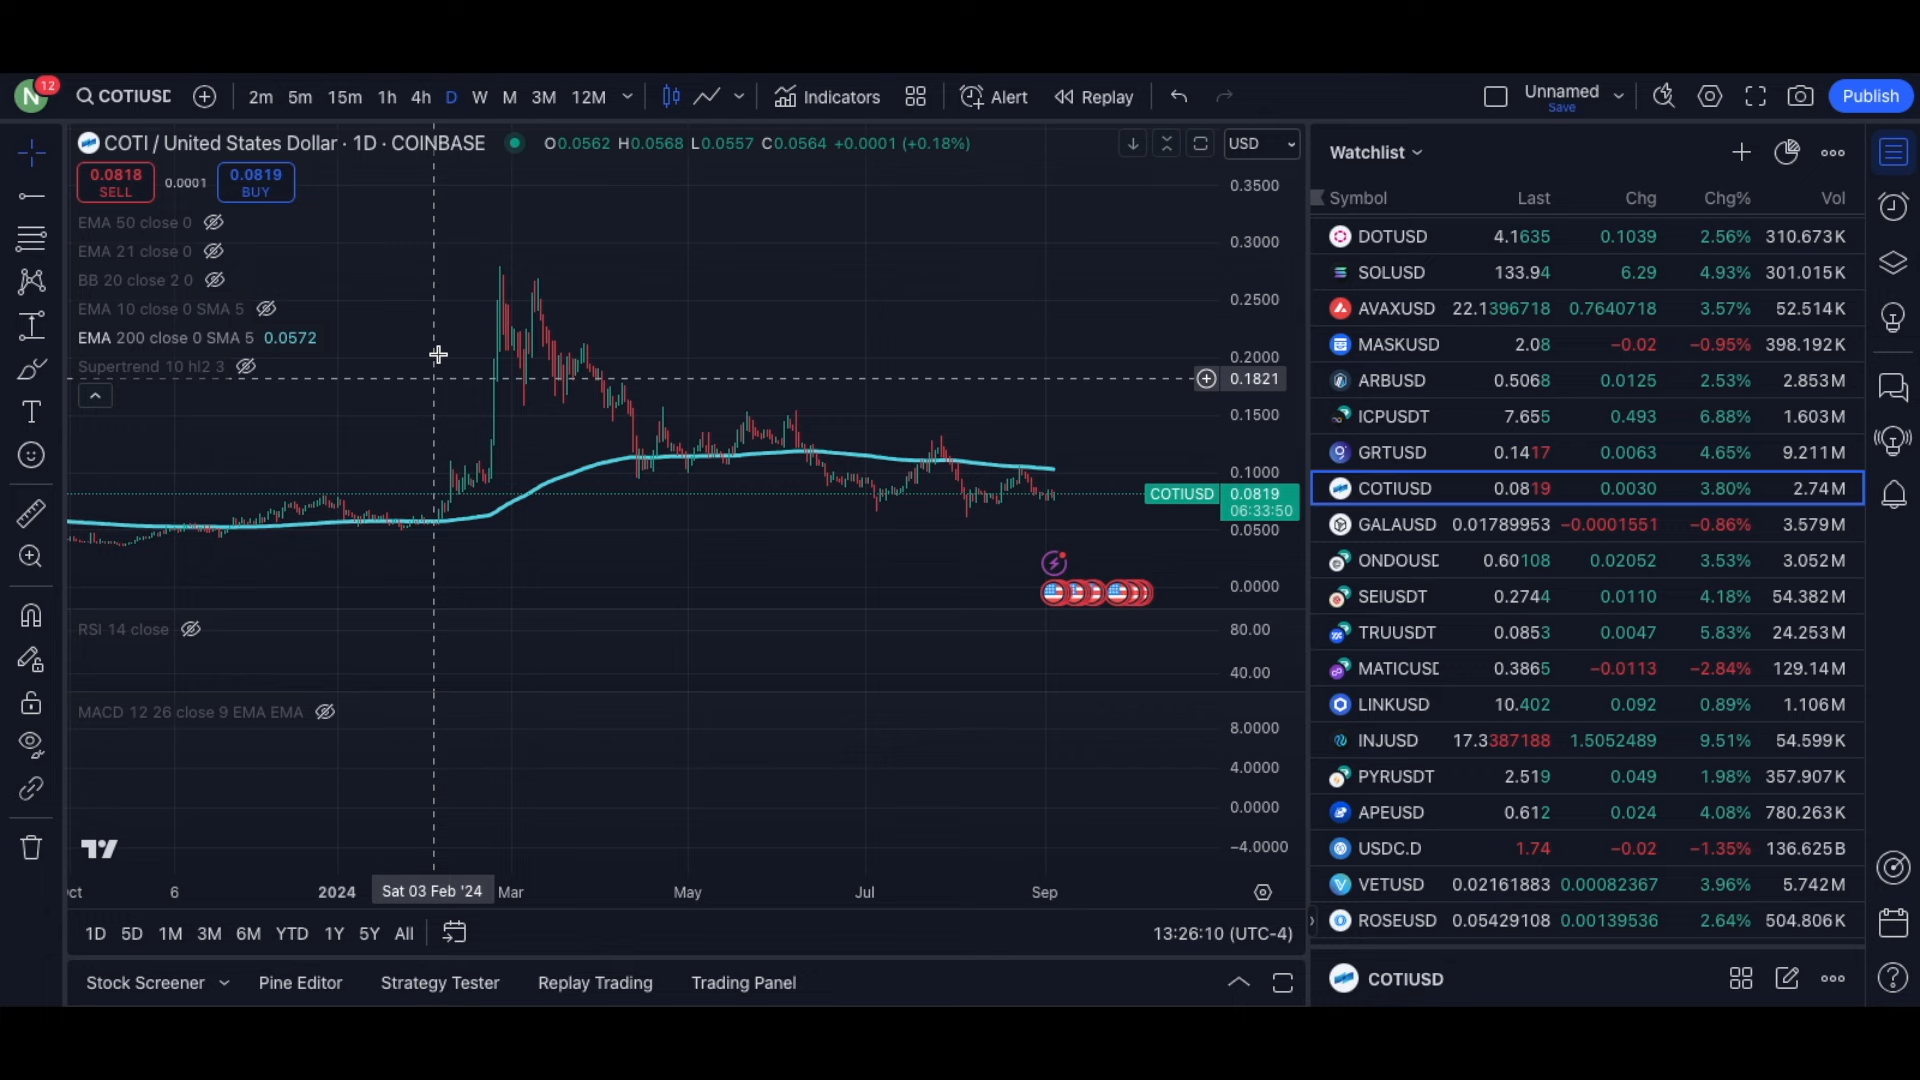 N 12 COTIUSD 2m 5m 15m 1h 4h D W M 3M 12M Indicators Alert Replay Unnamed Save Publish
COTI / United States Dollar · 1D · COINBASE O0.0562 H0.0568 L0.0557 C0.0564 +0.0001 (+0.18%) USD
0.0818 SELL 0.0001 0.0819 BUY
EMA 50 close 0
EMA 21 close 0
BB 20 close 2 0
EMA 10 close 0 SMA 5
EMA 200 close 0 SMA 5 0.0572
Supertrend 10 hl2 3
0.3500
0.3000
0.2500
0.2000
0.1821
0.1500
0.1000
COTIUSD 0.0819
06:33:50
0.0500
0.0000
RSI 14 close
80.00
40.00
MACD 12 26 close 9 EMA EMA
8.0000
4.0000
0.0000
−4.0000
ct 6 2024 Sat 03 Feb '24 Mar May Jul Sep
1D 5D 1M 3M 6M YTD 1Y 5Y All 13:26:10 (UTC-4)
Stock Screener Pine Editor Strategy Tester Replay Trading Trading Panel
Watchlist
Symbol Last Chg Chg% Vol
DOTUSD 4.1635 0.1039 2.56% 310.673K
SOLUSD 133.94 6.29 4.93% 301.015K
AVAXUSD 22.1396718 0.7640718 3.57% 52.514K
MASKUSD 2.08 −0.02 −0.95% 398.192K
ARBUSD 0.5068 0.0125 2.53% 2.853M
ICPUSDT 7.655 0.493 6.88% 1.603M
GRTUSD 0.1417 0.0063 4.65% 9.211M
COTIUSD 0.0819 0.0030 3.80% 2.74M
GALAUSD 0.01789953 −0.0001551 −0.86% 3.579M
ONDOUSD 0.60108 0.02052 3.53% 3.052M
SEIUSDT 0.2744 0.0110 4.18% 54.382M
TRUUSDT 0.0853 0.0047 5.83% 24.253M
MATICUSD 0.3865 −0.0113 −2.84% 129.14M
LINKUSD 10.402 0.092 0.89% 1.106M
INJUSD 17.3387188 1.5052489 9.51% 54.599K
PYRUSDT 2.519 0.049 1.98% 357.907K
APEUSD 0.612 0.024 4.08% 780.263K
USDC.D 1.74 −0.02 −1.35% 136.625B
VETUSD 0.02161883 0.00082367 3.96% 5.742M
ROSEUSD 0.05429108 0.00139536 2.64% 504.806K
COTIUSD